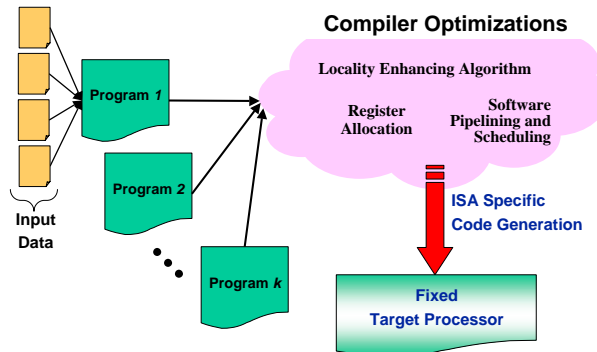 Compiler Optimizations
Locality Enhancing Algorithm
Program 1
Register
Allocation
Software
Pipelining and
Scheduling
Program 2
ISA Specific
Code Generation
Input
Data
Program k
Fixed
Target Processor